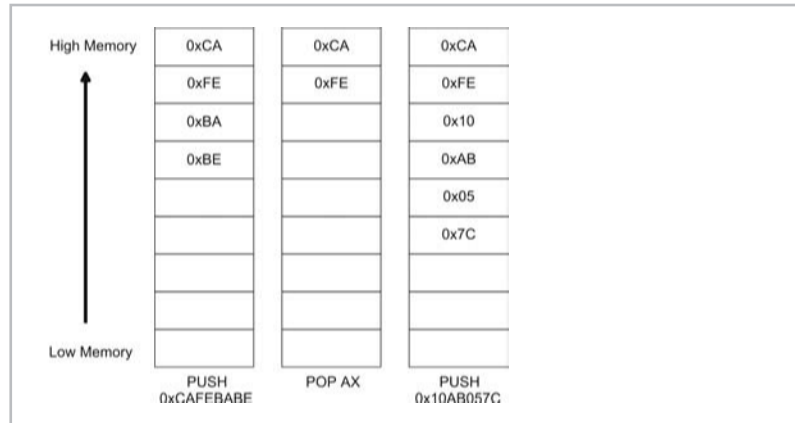 High Memory 0xCA 0xCA 0xCA
0xFE 0xFE 0xFE
0xBA 0x10
0xBE 0xAB
0x05
0x7C
Low Memory
PUSH POP AX PUSH
0xCAFEBABE 0x10AB057C